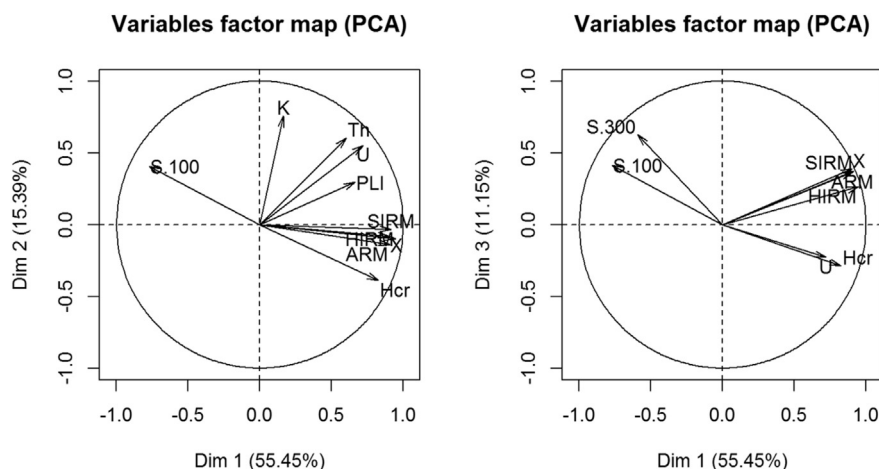 Variables factor map (PCA)
Dim 2 (15.39%)
1.0
0.5
0.0
-0.5
-1.0
K
Th
U
S.100
PLI
SIRM
HIRM
X
ARM
Hcr
-1.0
-0.5
0.0
0.5
1.0
Dim 1 (55.45%)
Variables factor map (PCA)
Dim 3 (11.15%)
1.0
0.5
0.0
-0.5
-1.0
S.300
S.100
SIRM
X
ARM
HIRM
Hcr
U
-1.0
-0.5
0.0
0.5
1.0
Dim 1 (55.45%)